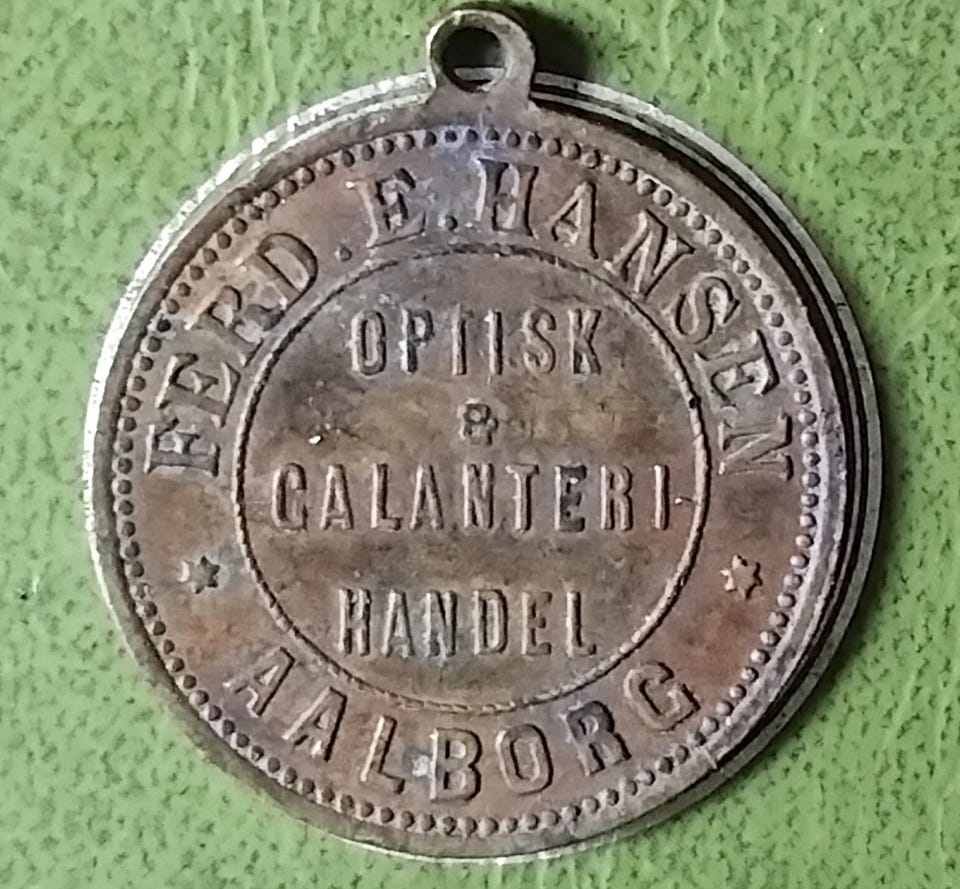 FERD. E. HANSEN
OPTISK
&
GALANTERI
HANDEL
AALBORG